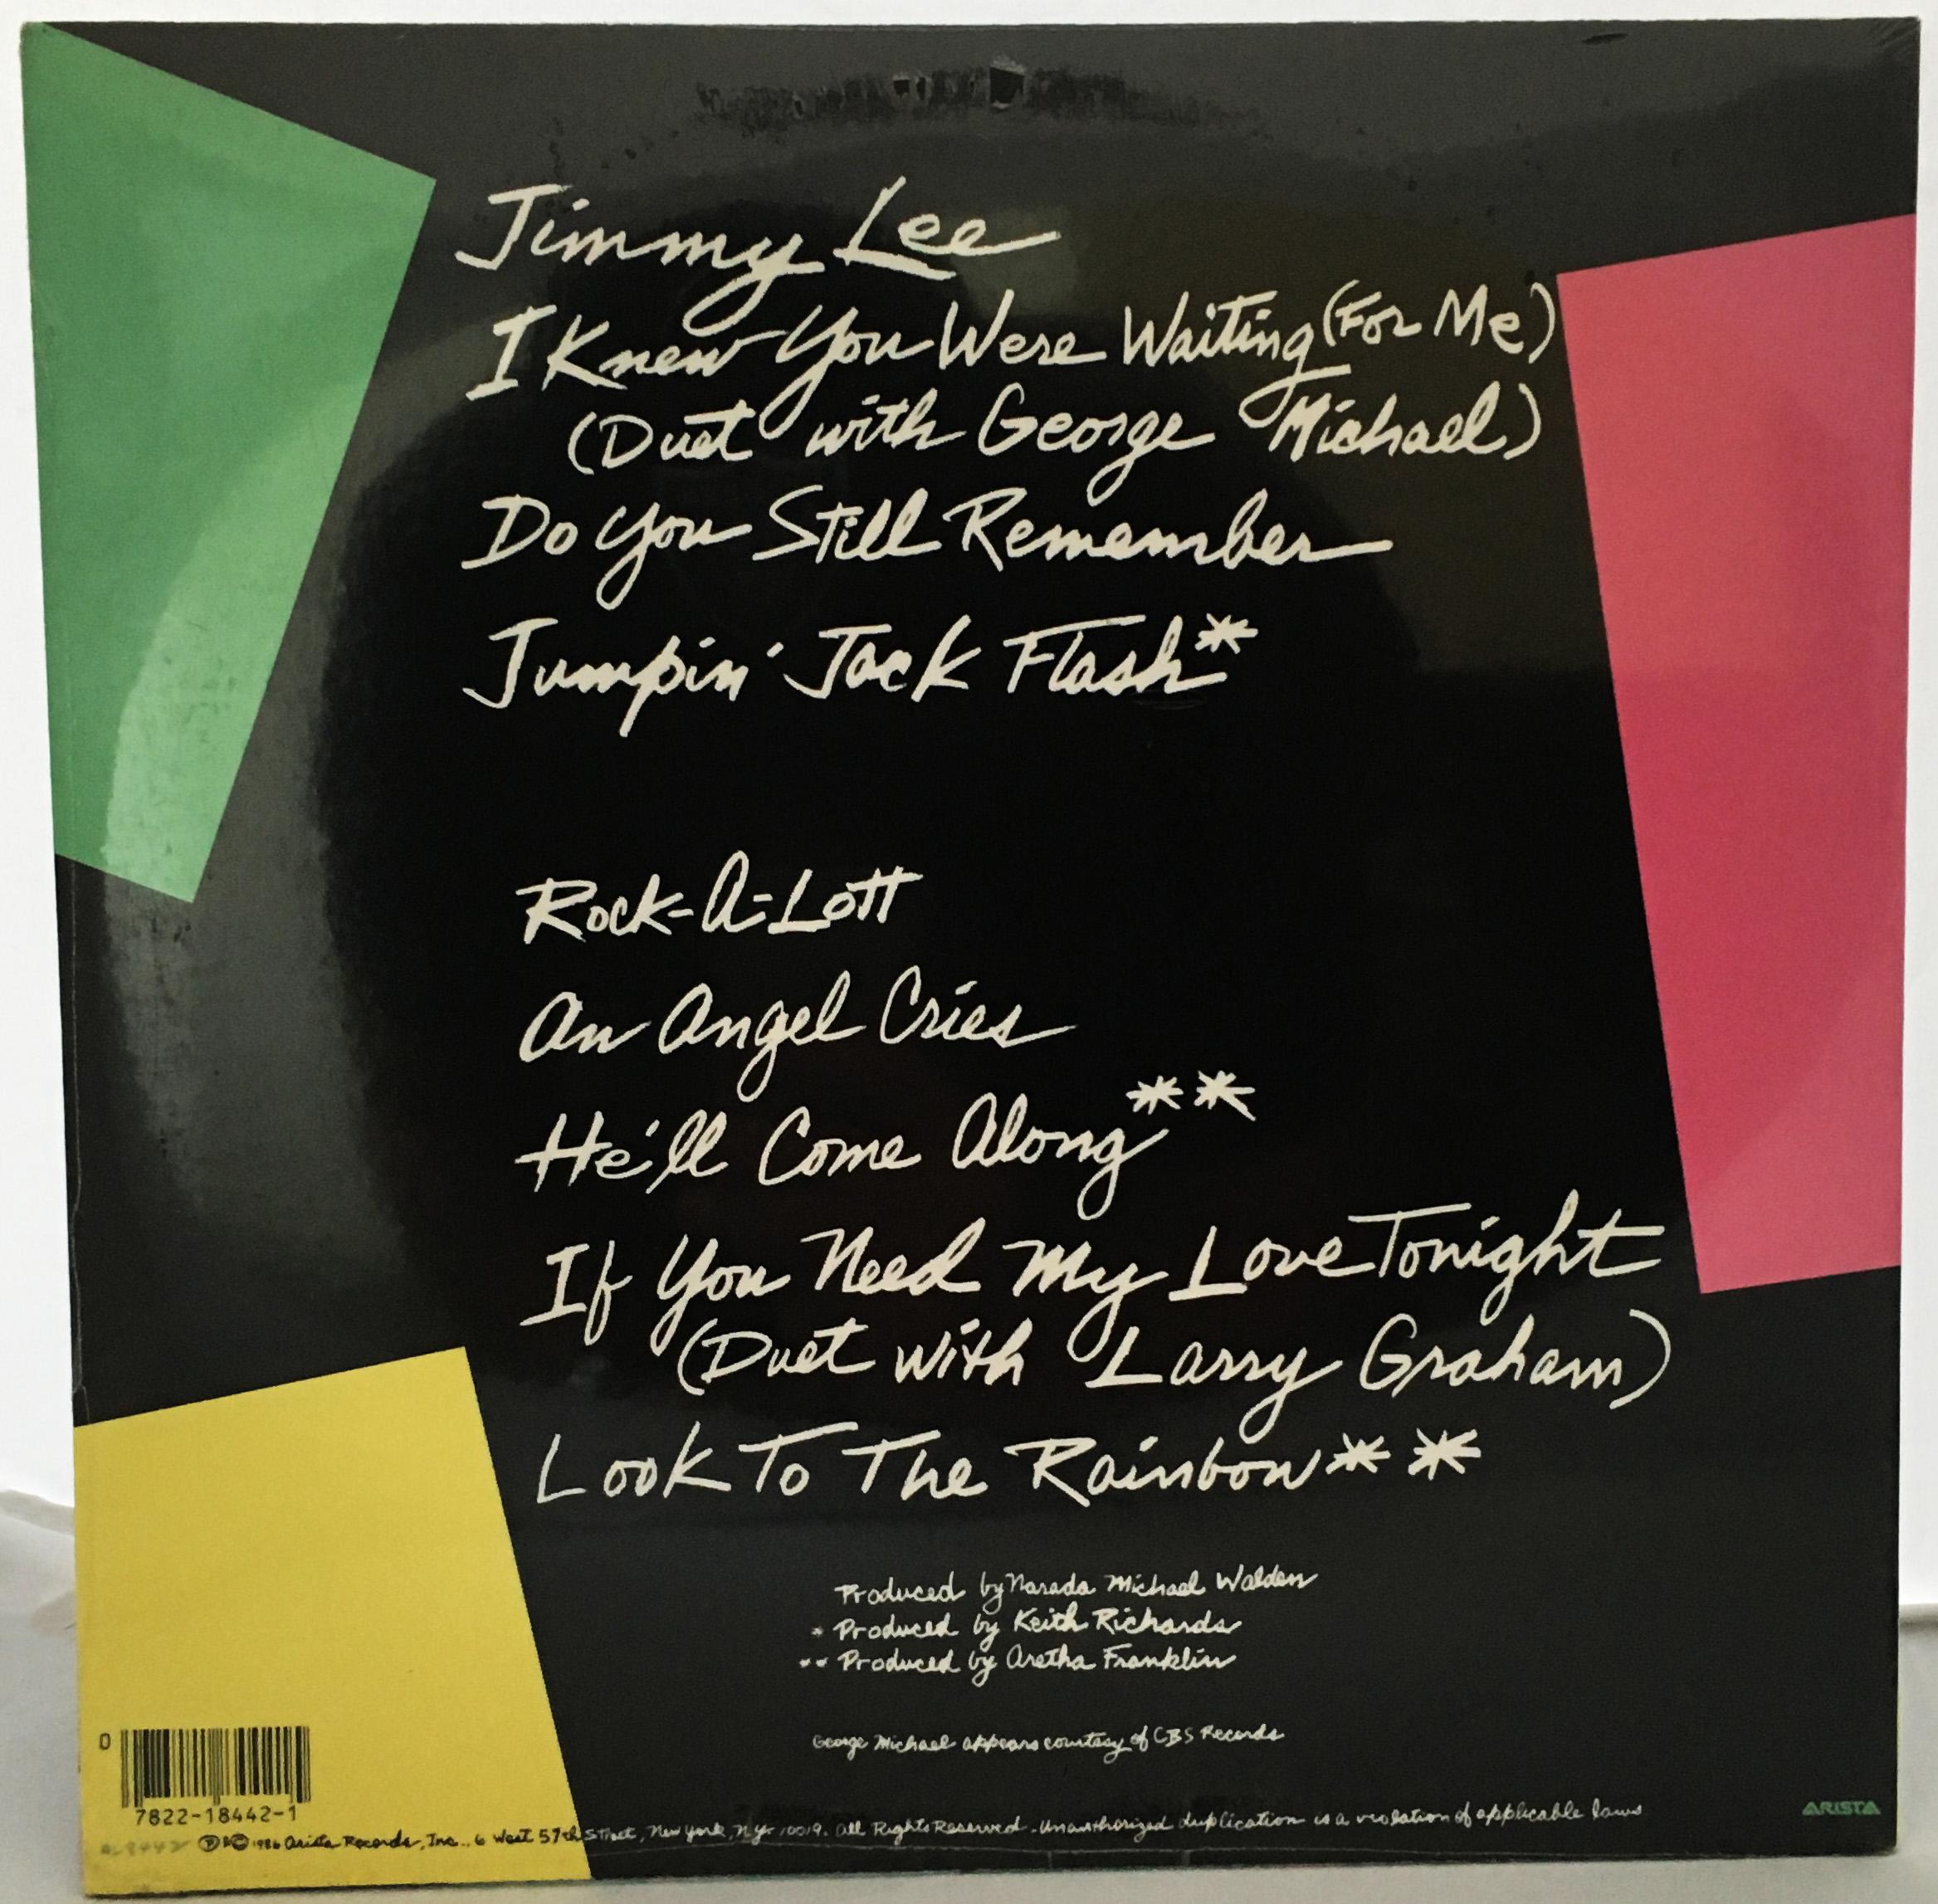 Jimmy Lee
I Knew You Were Waiting (For Me)
(Duet with George Michael)
Do You Still Remember
Jumpin' Jack Flash*
Rock-A-Lott
An Angel Cries
He'll Come Along**
If You Need My Love Tonight
(Duet with Larry Graham)
Look To The Rainbow**
Produced by Narada Michael Walden
* Produced by Keith Richards
** Produced by Aretha Franklin
George Michael appears courtesy of CBS Records
0
7822-18442-1
ARISTA
℗ & © 1986 Arista Records, Inc., 6 West 57th Street, New York, N.Y. 10019. All Rights Reserved. Unauthorized duplication is a violation of applicable laws